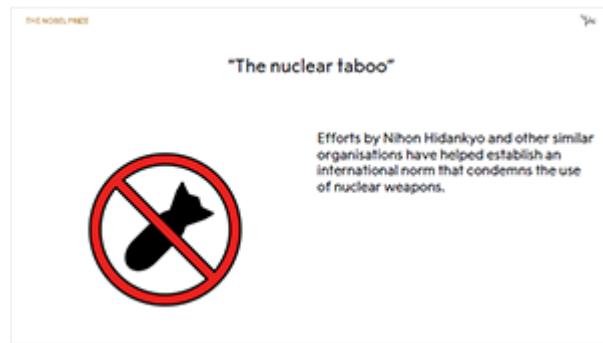 THE NOBEL PRIZE
"The nuclear taboo"
Efforts by Nihon Hidankyo and other similar
organisations have helped establish an
international norm that condemns the use
of nuclear weapons.